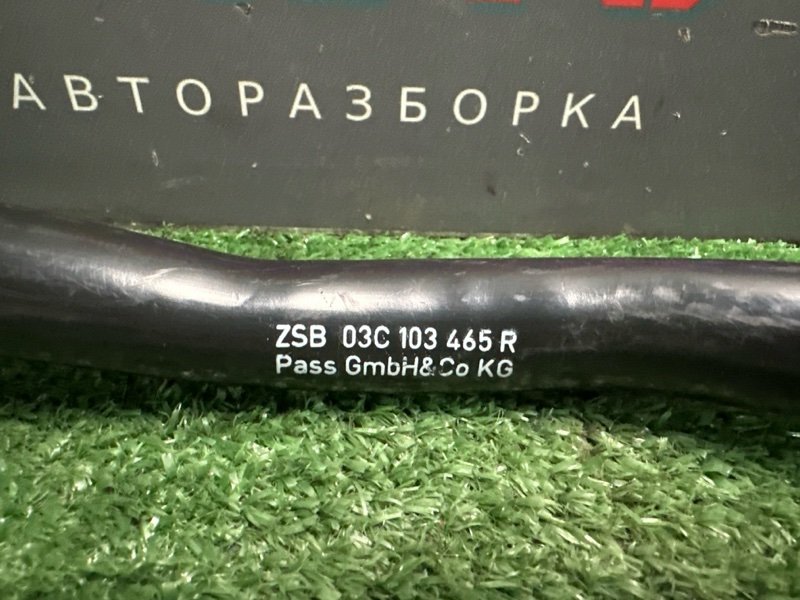 АВТОРАЗБОРКА
ZSB 03C 103 465 R
Pass GmbH&Co KG